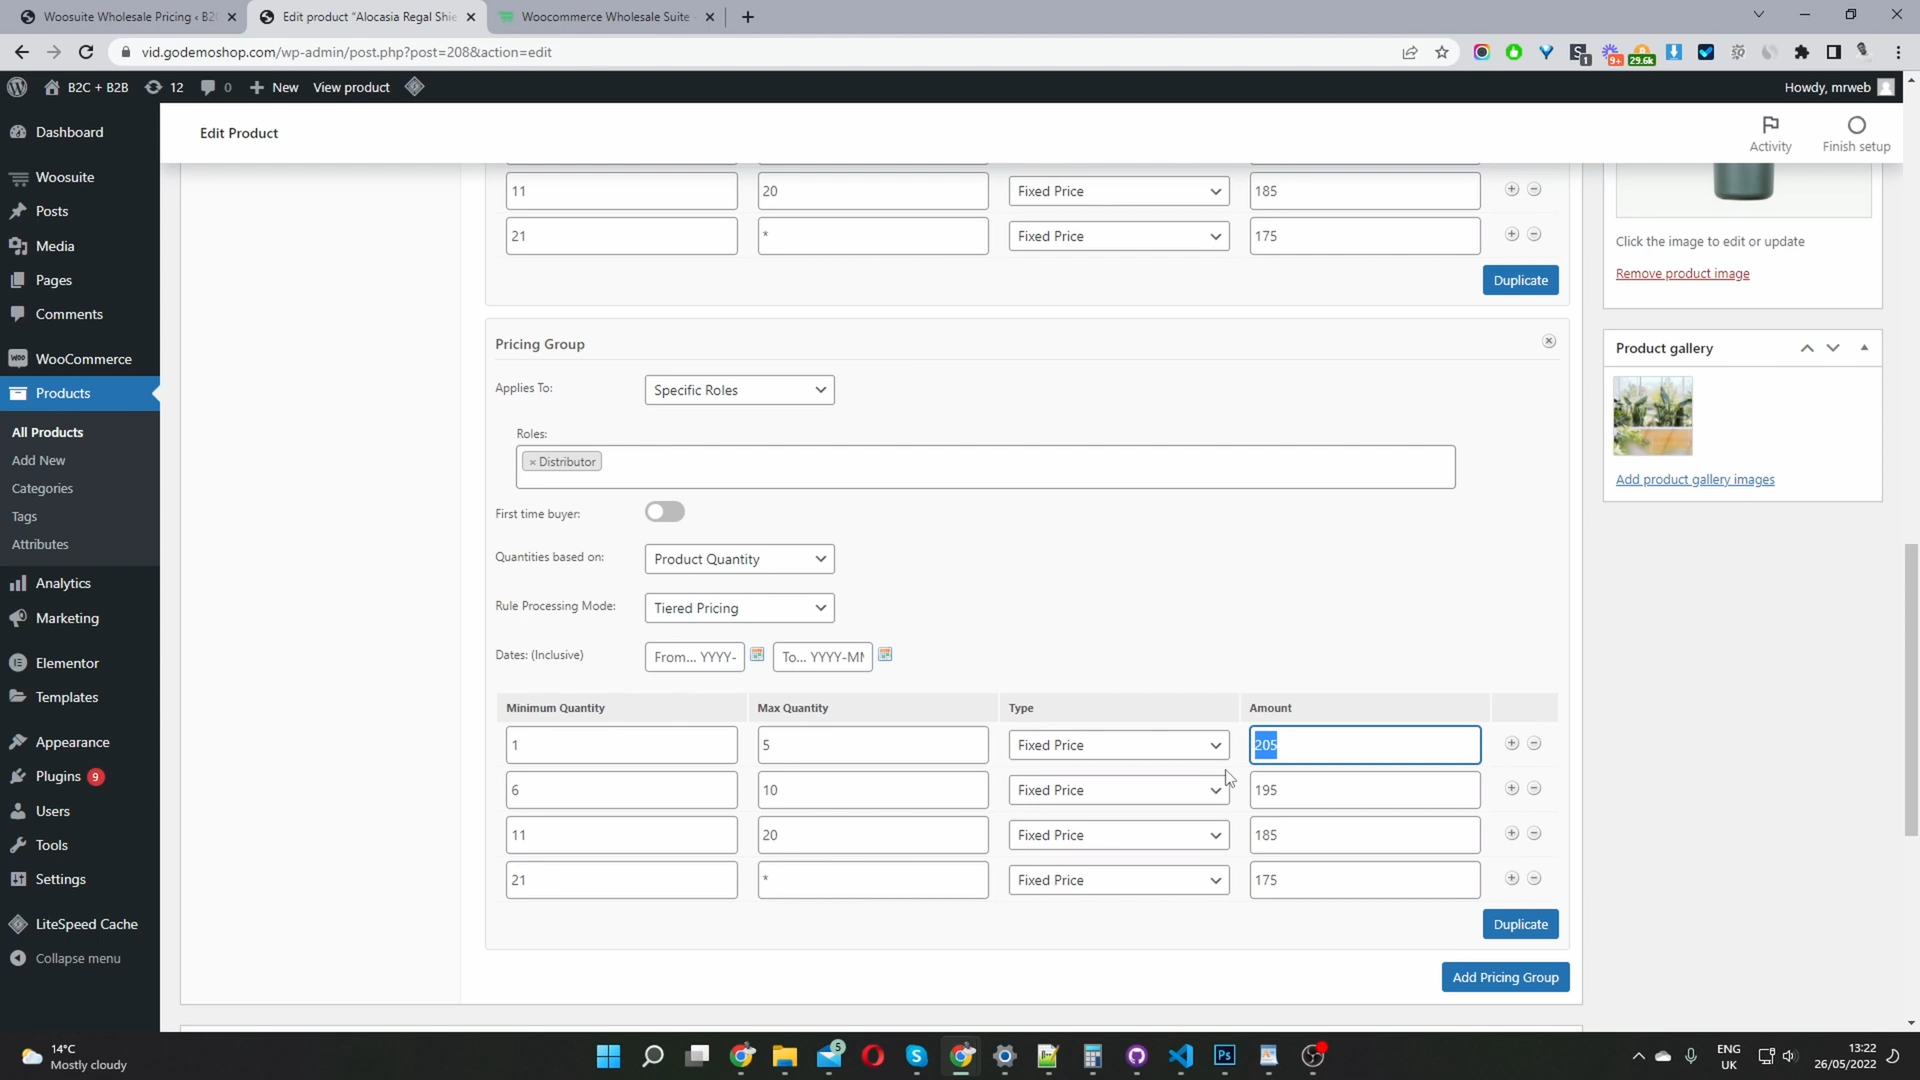 Woosuite Wholesale Pricing ‹ B2C
Edit product "Alocasia Regal Shie
Woocommerce Wholesale Suite -
vid.godemoshop.com/wp-admin/post.php?post=208&action=edit
1
9+
29.6k
B2C + B2B
12
0
New
View product
Howdy, mrweb
Edit Product
Activity
Finish setup
Dashboard
Woosuite
Posts
Media
Pages
Comments
WooCommerce
Products
All Products
Add New
Categories
Tags
Attributes
Analytics
Marketing
Elementor
Templates
Appearance
Plugins 9
Users
Tools
Settings
LiteSpeed Cache
Collapse menu
11 20 Fixed Price 185
21 * Fixed Price 175
Duplicate
Pricing Group
Applies To: Specific Roles
Roles:
× Distributor
First time buyer:
Quantities based on: Product Quantity
Rule Processing Mode: Tiered Pricing
Dates: (Inclusive) From... YYYY- To... YYYY-MM
Minimum Quantity Max Quantity Type Amount
1 5 Fixed Price 205
6 10 Fixed Price 195
11 20 Fixed Price 185
21 * Fixed Price 175
Duplicate
Add Pricing Group
Click the image to edit or update
Remove product image
Product gallery
Add product gallery images
14°C
Mostly cloudy
5
Ps
ENG
UK
13:22
26/05/2022